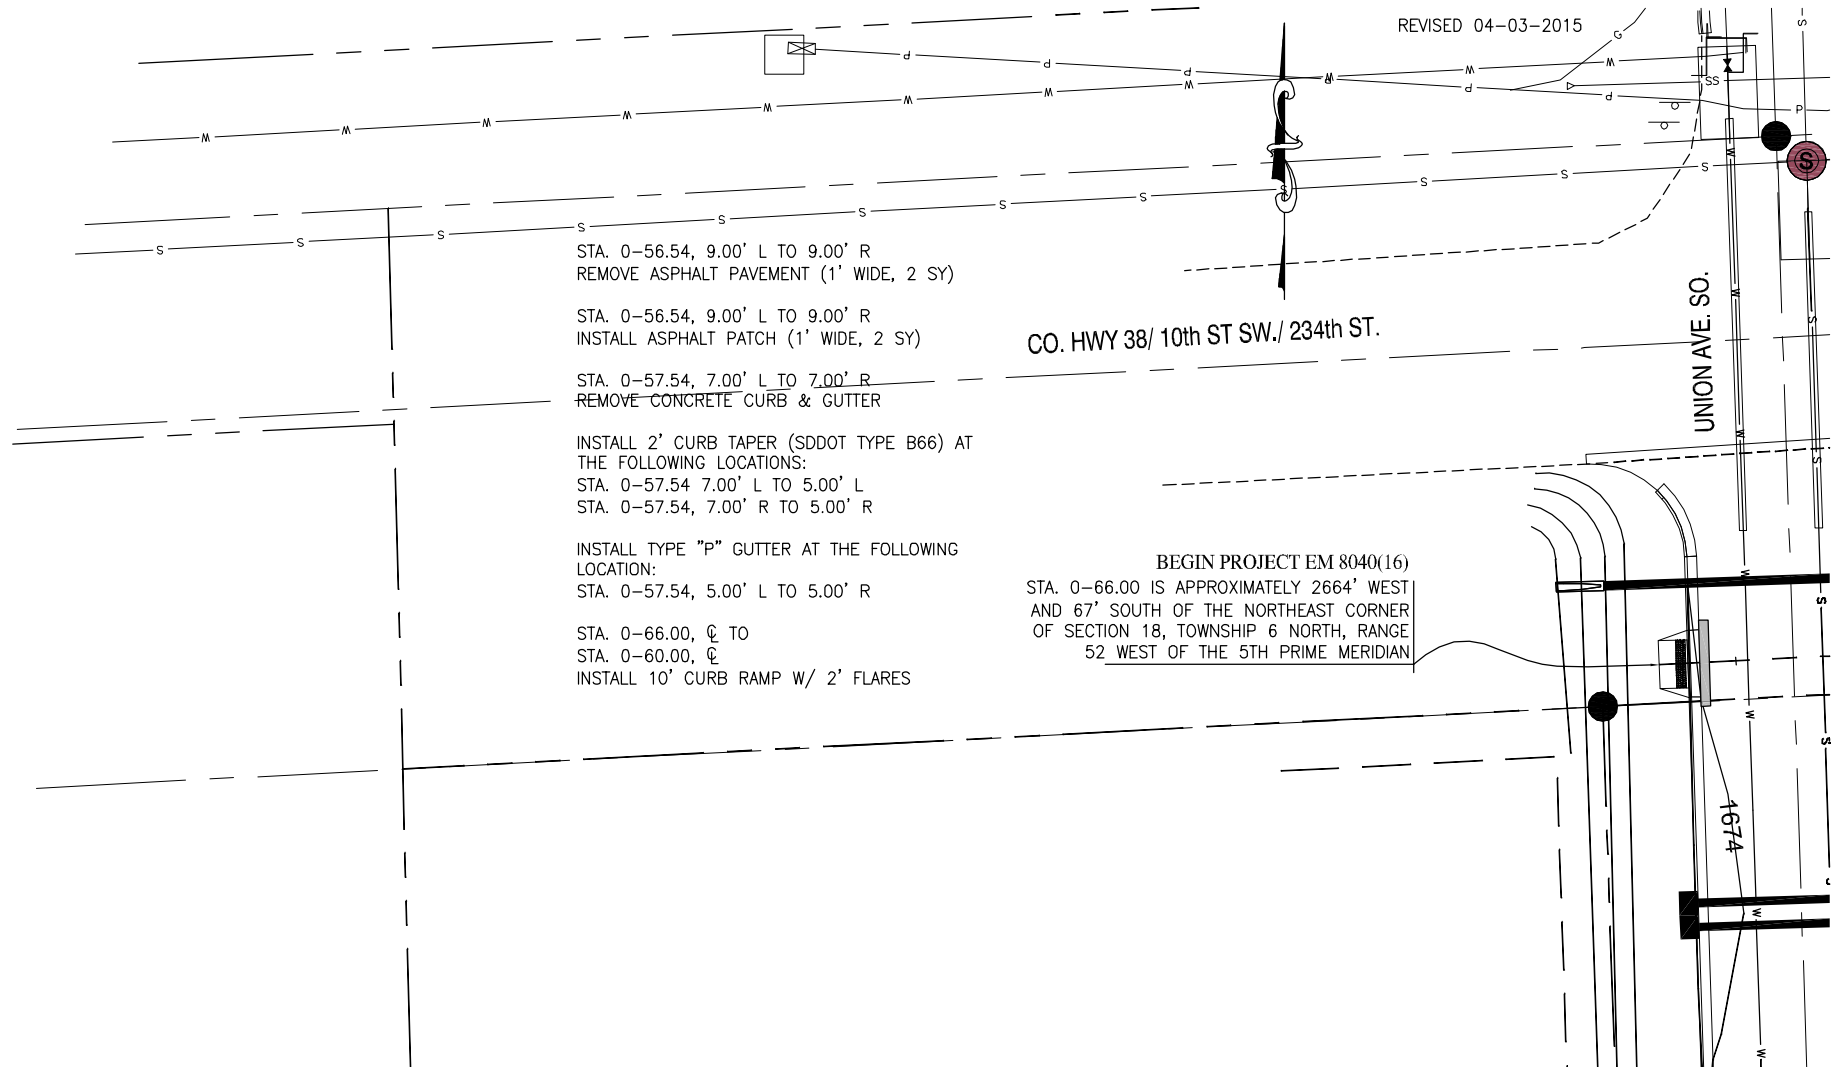 REVISED 04-03-2015
STA. 0-56.54, 9.00' L TO 9.00' R
REMOVE ASPHALT PAVEMENT (1' WIDE, 2 SY)
STA. 0-56.54, 9.00' L TO 9.00' R
INSTALL ASPHALT PATCH (1' WIDE, 2 SY)
STA. 0-57.54, 7.00' L TO 7.00' R
REMOVE CONCRETE CURB & GUTTER
INSTALL 2' CURB TAPER (SDDOT TYPE B66) AT
THE FOLLOWING LOCATIONS:
STA. 0-57.54 7.00' L TO 5.00' L
STA. 0-57.54, 7.00' R TO 5.00' R
INSTALL TYPE "P" GUTTER AT THE FOLLOWING
LOCATION:
STA. 0-57.54, 5.00' L TO 5.00' R
STA. 0-66.00, ℄ TO
STA. 0-60.00, ℄
INSTALL 10' CURB RAMP W/ 2' FLARES
CO. HWY 38/ 10th ST SW./ 234th ST.
UNION AVE. SO.
BEGIN PROJECT EM 8040(16)
STA. 0-66.00 IS APPROXIMATELY 2664' WEST
AND 67' SOUTH OF THE NORTHEAST CORNER
OF SECTION 18, TOWNSHIP 6 NORTH, RANGE
52 WEST OF THE 5TH PRIME MERIDIAN
1674
G
SS
P
S
P P P P P P
W W W W W W W W W W W
S S S S S S S S S S S S
W W W W W W W W
S S S S S